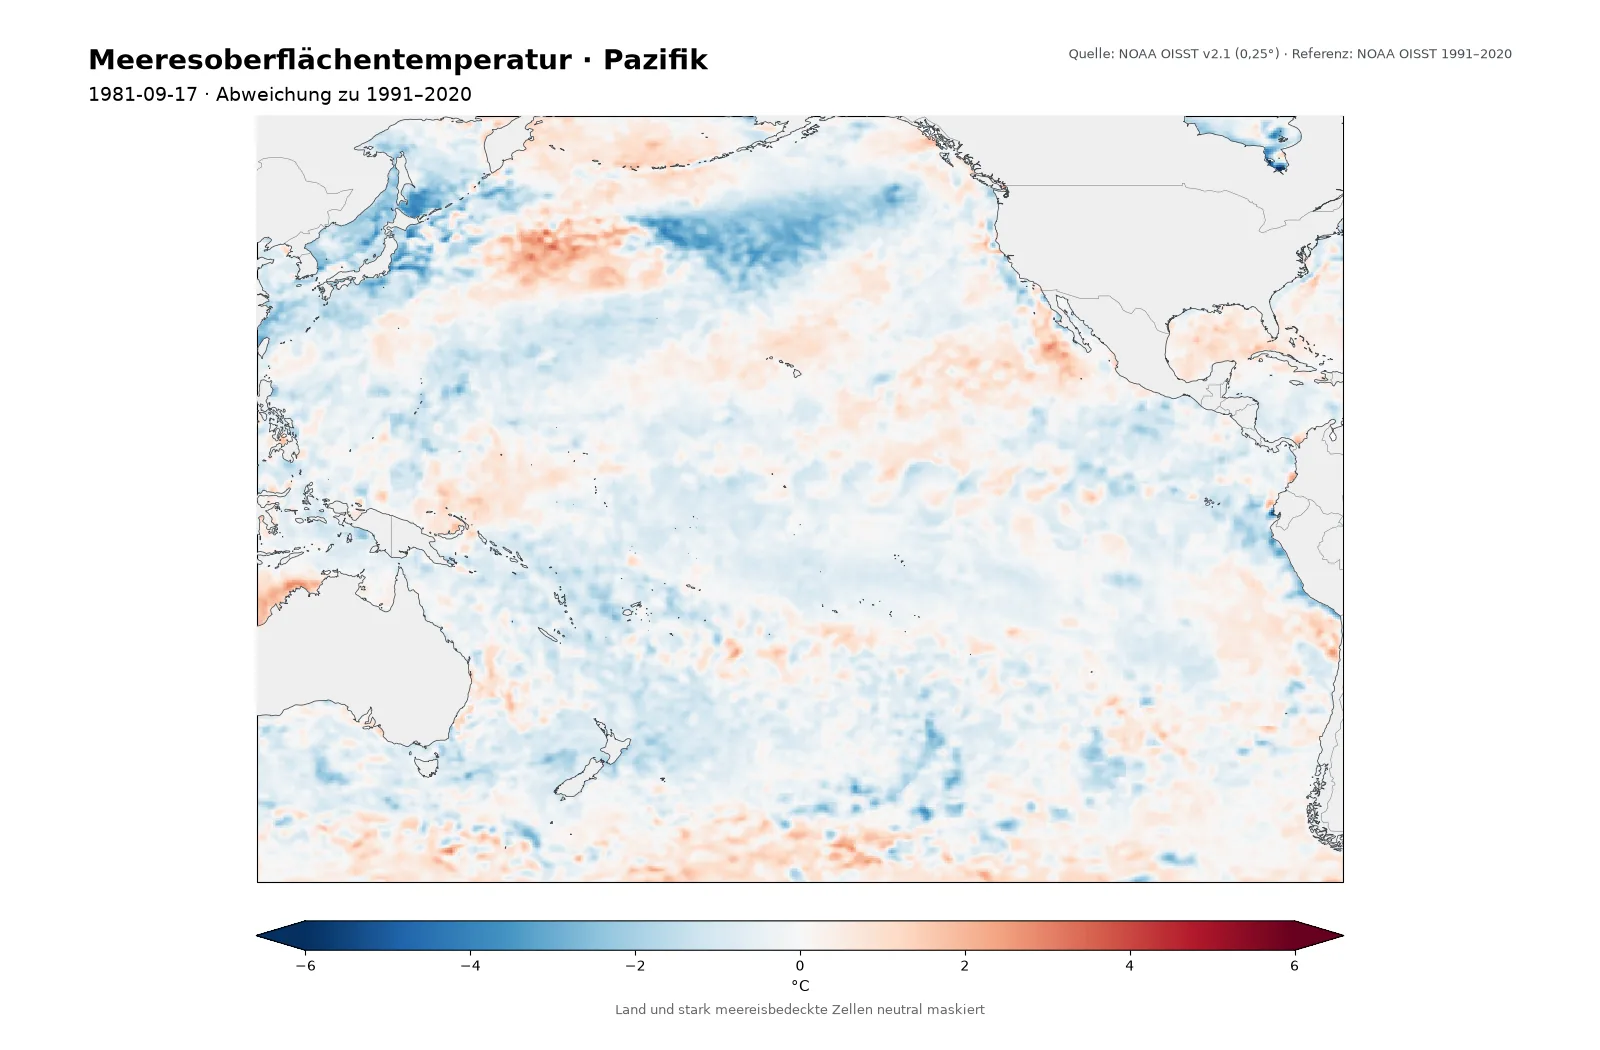 Meeresoberflächentemperatur · Pazifik
Quelle: NOAA OISST v2.1 (0,25°) · Referenz: NOAA OISST 1991–2020
1981-09-17 · Abweichung zu 1991–2020
−6 −4 −2 0 2 4 6
°C
Land und stark meereisbedeckte Zellen neutral maskiert